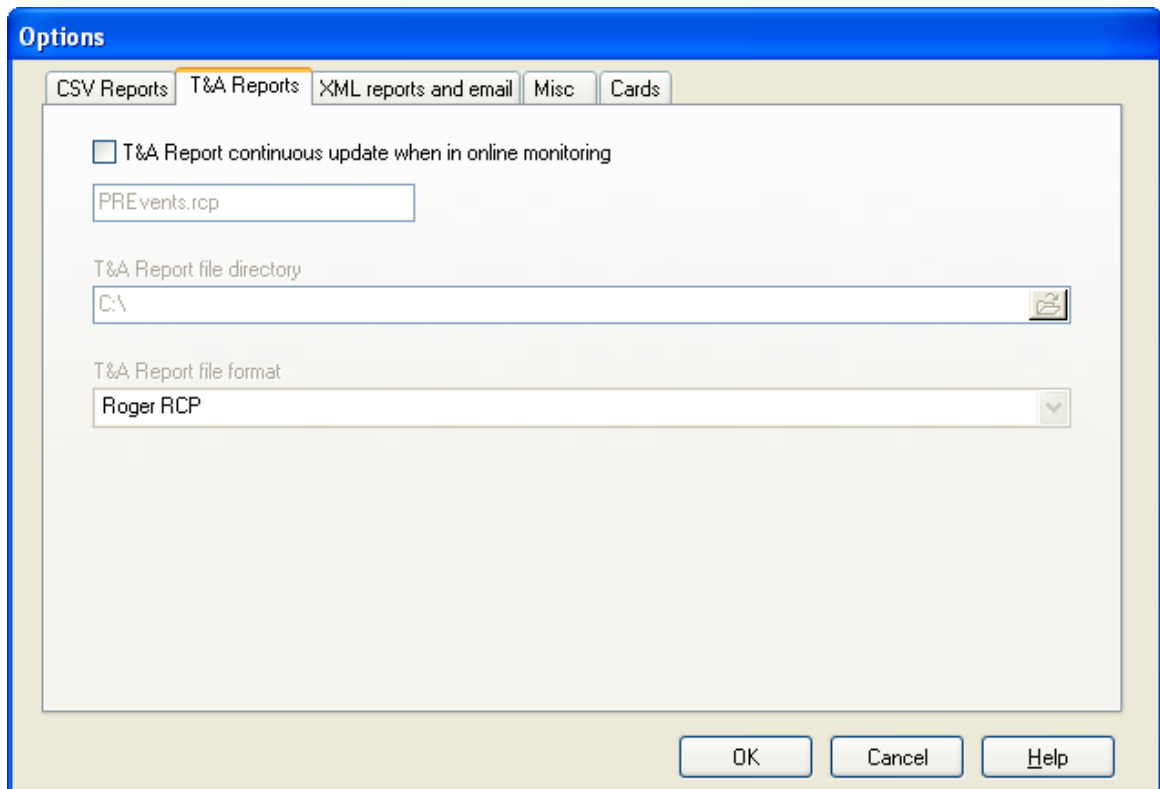 Options
CSV Reports T&A Reports XML reports and email Misc Cards
T&A Report continuous update when in online monitoring
PREvents.rcp
T&A Report file directory
C:\
T&A Report file format
Roger RCP
OK Cancel Help